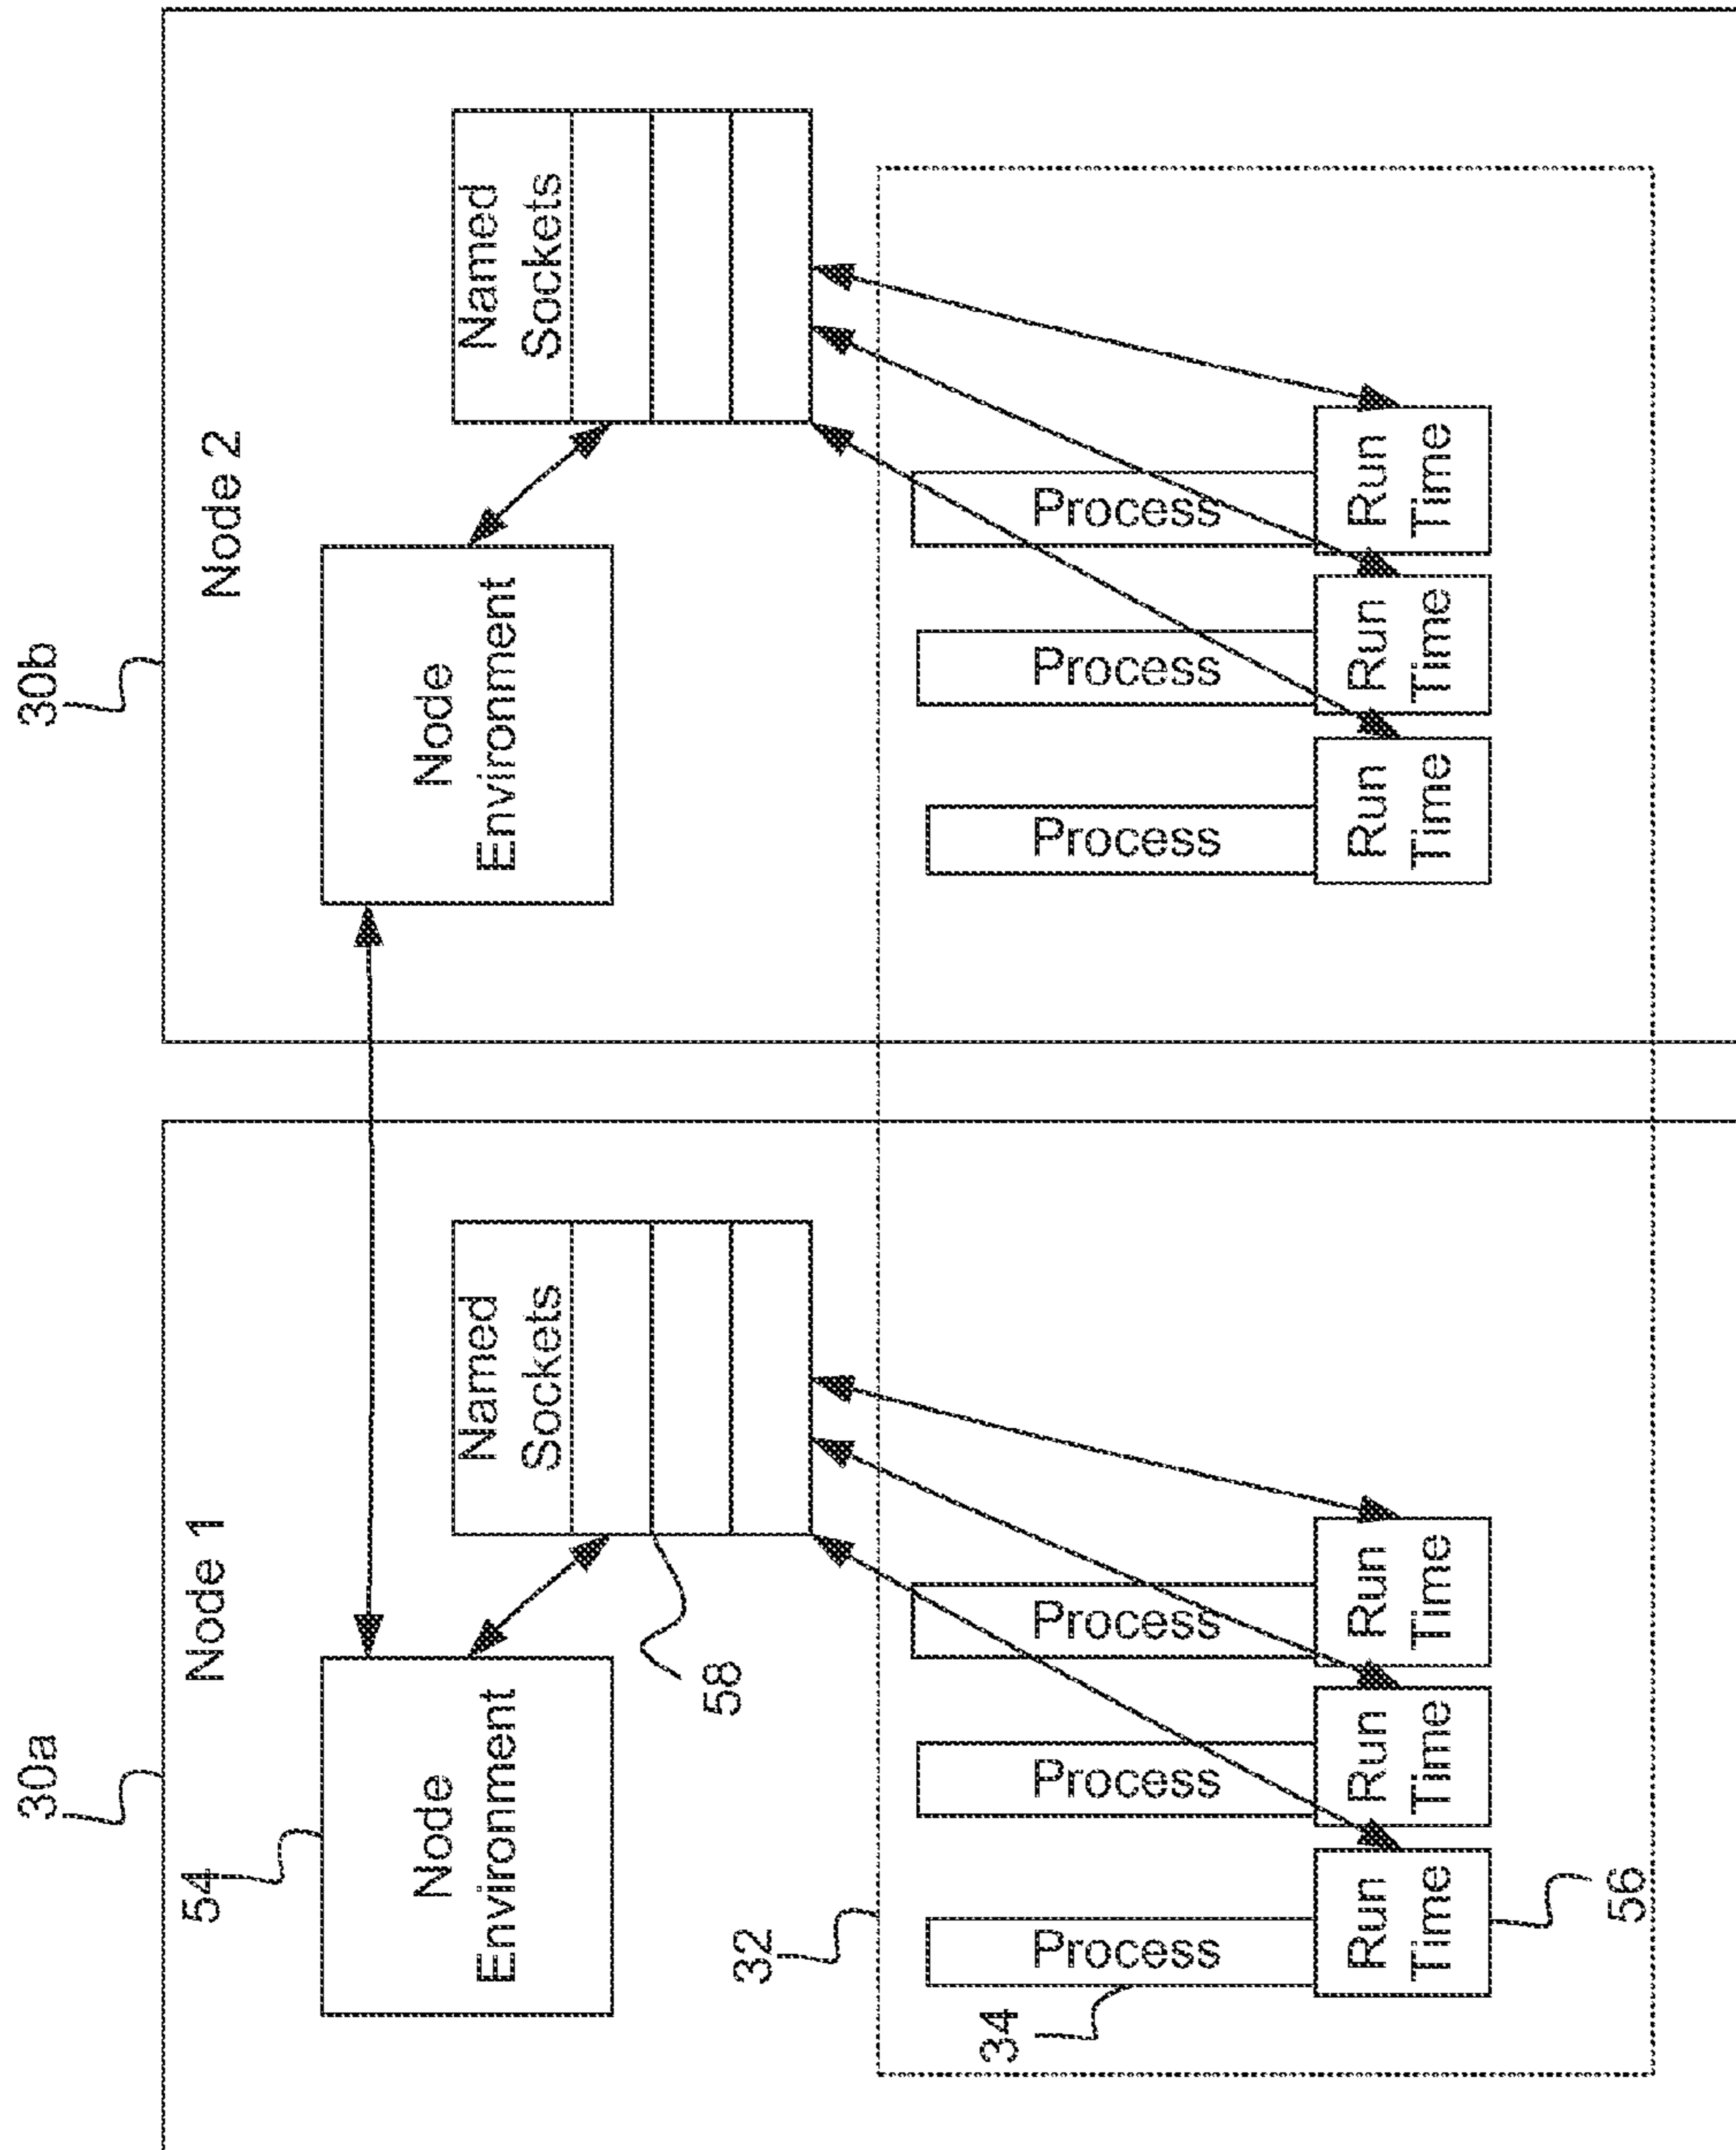 30a
30b
Node 1
Node 2
54
Node
Environment
Node
Environment
Named
Sockets
Named
Sockets
58
32
34
Process
Process
Process
Process
Process
Process
Run
Time
Run
Time
Run
Time
Run
Time
Run
Time
Run
Time
56